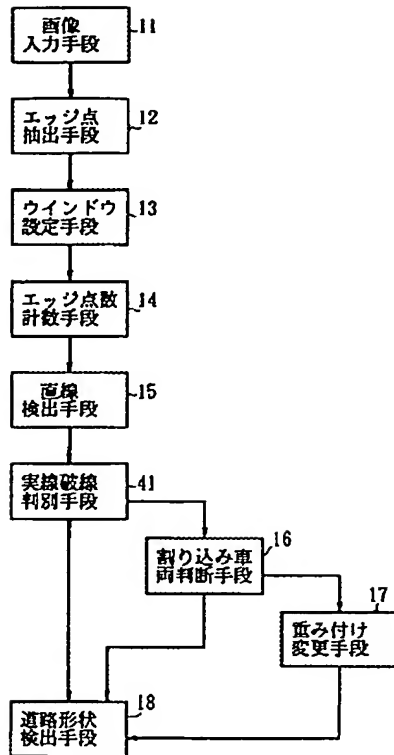 11
画像
入力手段
12
エッジ点
抽出手段
13
ウインドウ
設定手段
14
エッジ点数
計数手段
15
直線
検出手段
41
実線破線
判別手段
16
割り込み車
両判断手段
17
重み付け
変更手段
18
道路形状
検出手段